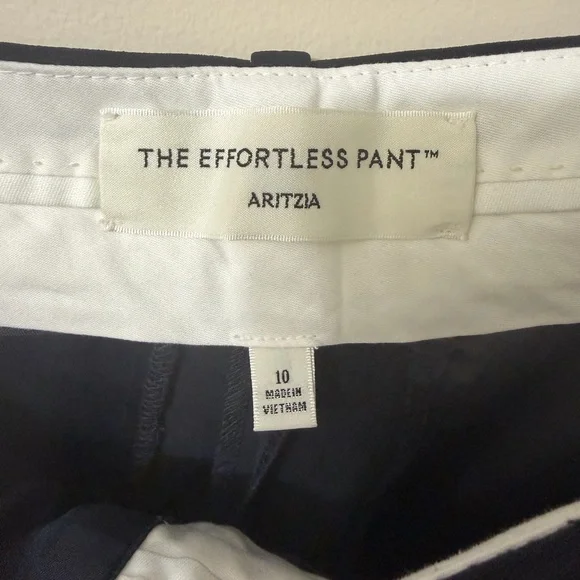 THE EFFORTLESS PANT™
ARITZIA
10
MADE IN
VIETNAM